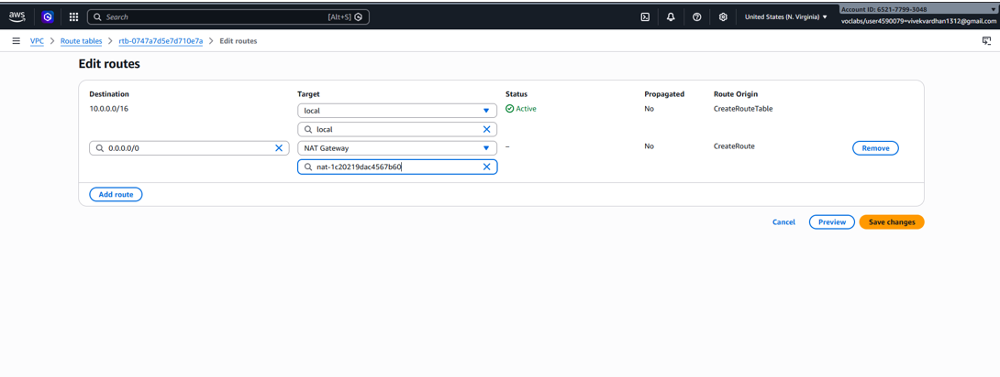 aws
Search
[Alt+S]
United States (N. Virginia)
Account ID: 6521-7799-3048
voclabs/user4590079=vivekvardhan1312@gmail.com
VPC > Route tables > rtb-0747a7d5e7d710e7a > Edit routes
Edit routes
Destination Target Status Propagated Route Origin
10.0.0.0/16 local Active No CreateRouteTable
local
0.0.0.0/0 NAT Gateway – No CreateRoute Remove
nat-1c20219dac4567b60
Add route
Cancel Preview Save changes